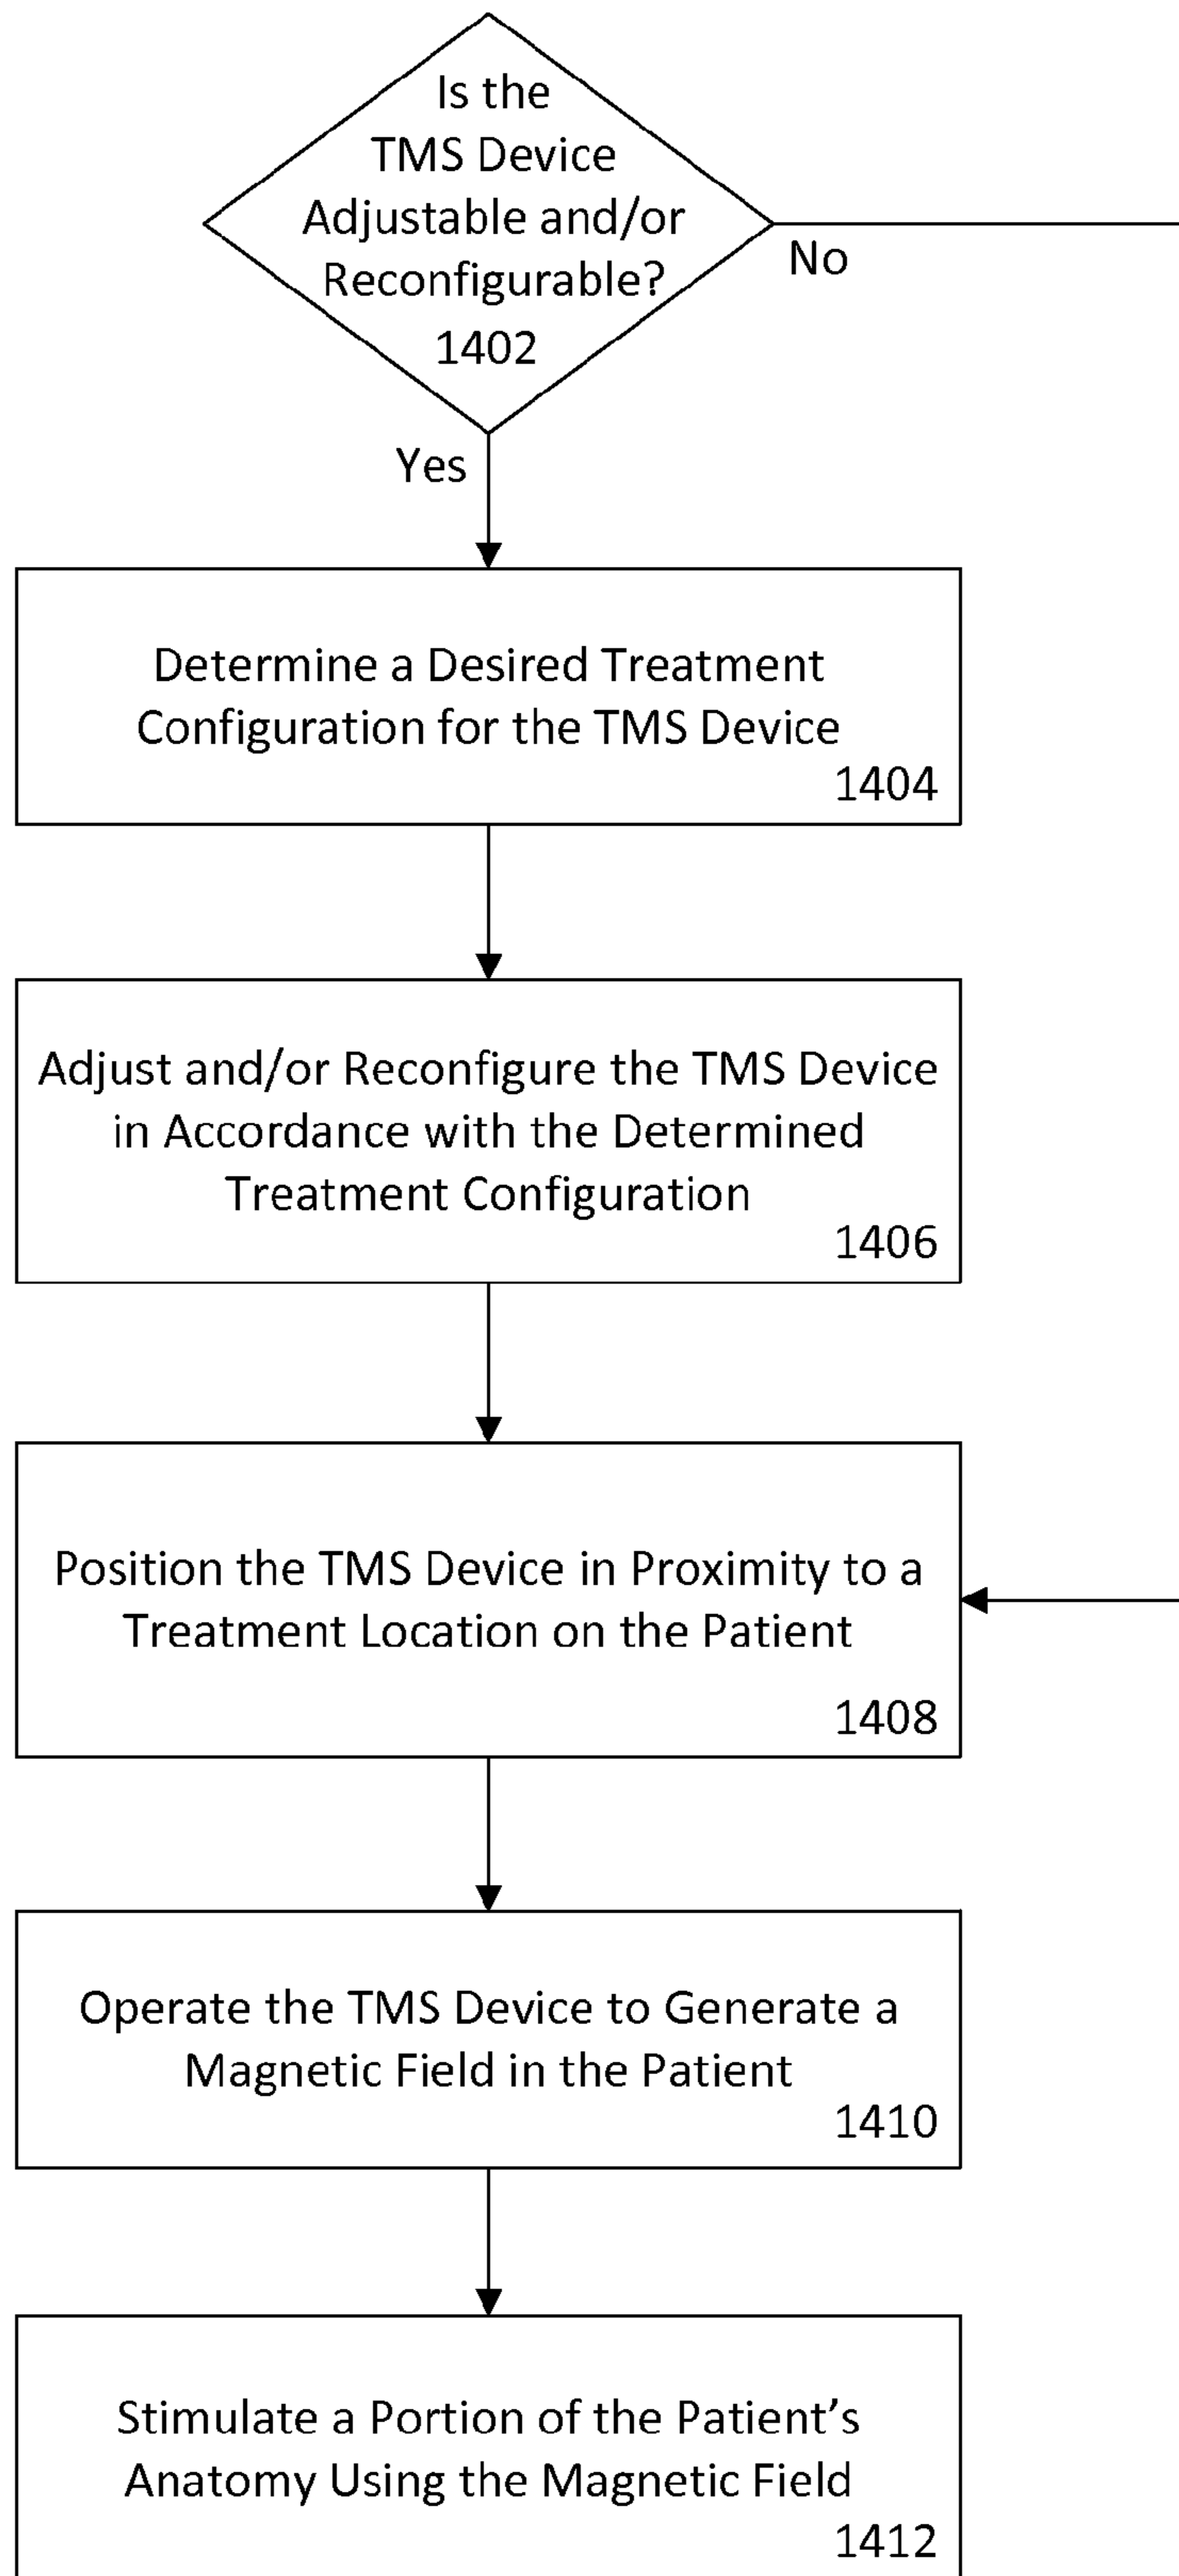 Is the
TMS Device
Adjustable and/or
Reconfigurable?
1402
No
Yes
Determine a Desired Treatment
Configuration for the TMS Device
1404
Adjust and/or Reconfigure the TMS Device
in Accordance with the Determined
Treatment Configuration
1406
Position the TMS Device in Proximity to a
Treatment Location on the Patient
1408
Operate the TMS Device to Generate a
Magnetic Field in the Patient
1410
Stimulate a Portion of the Patient’s
Anatomy Using the Magnetic Field
1412